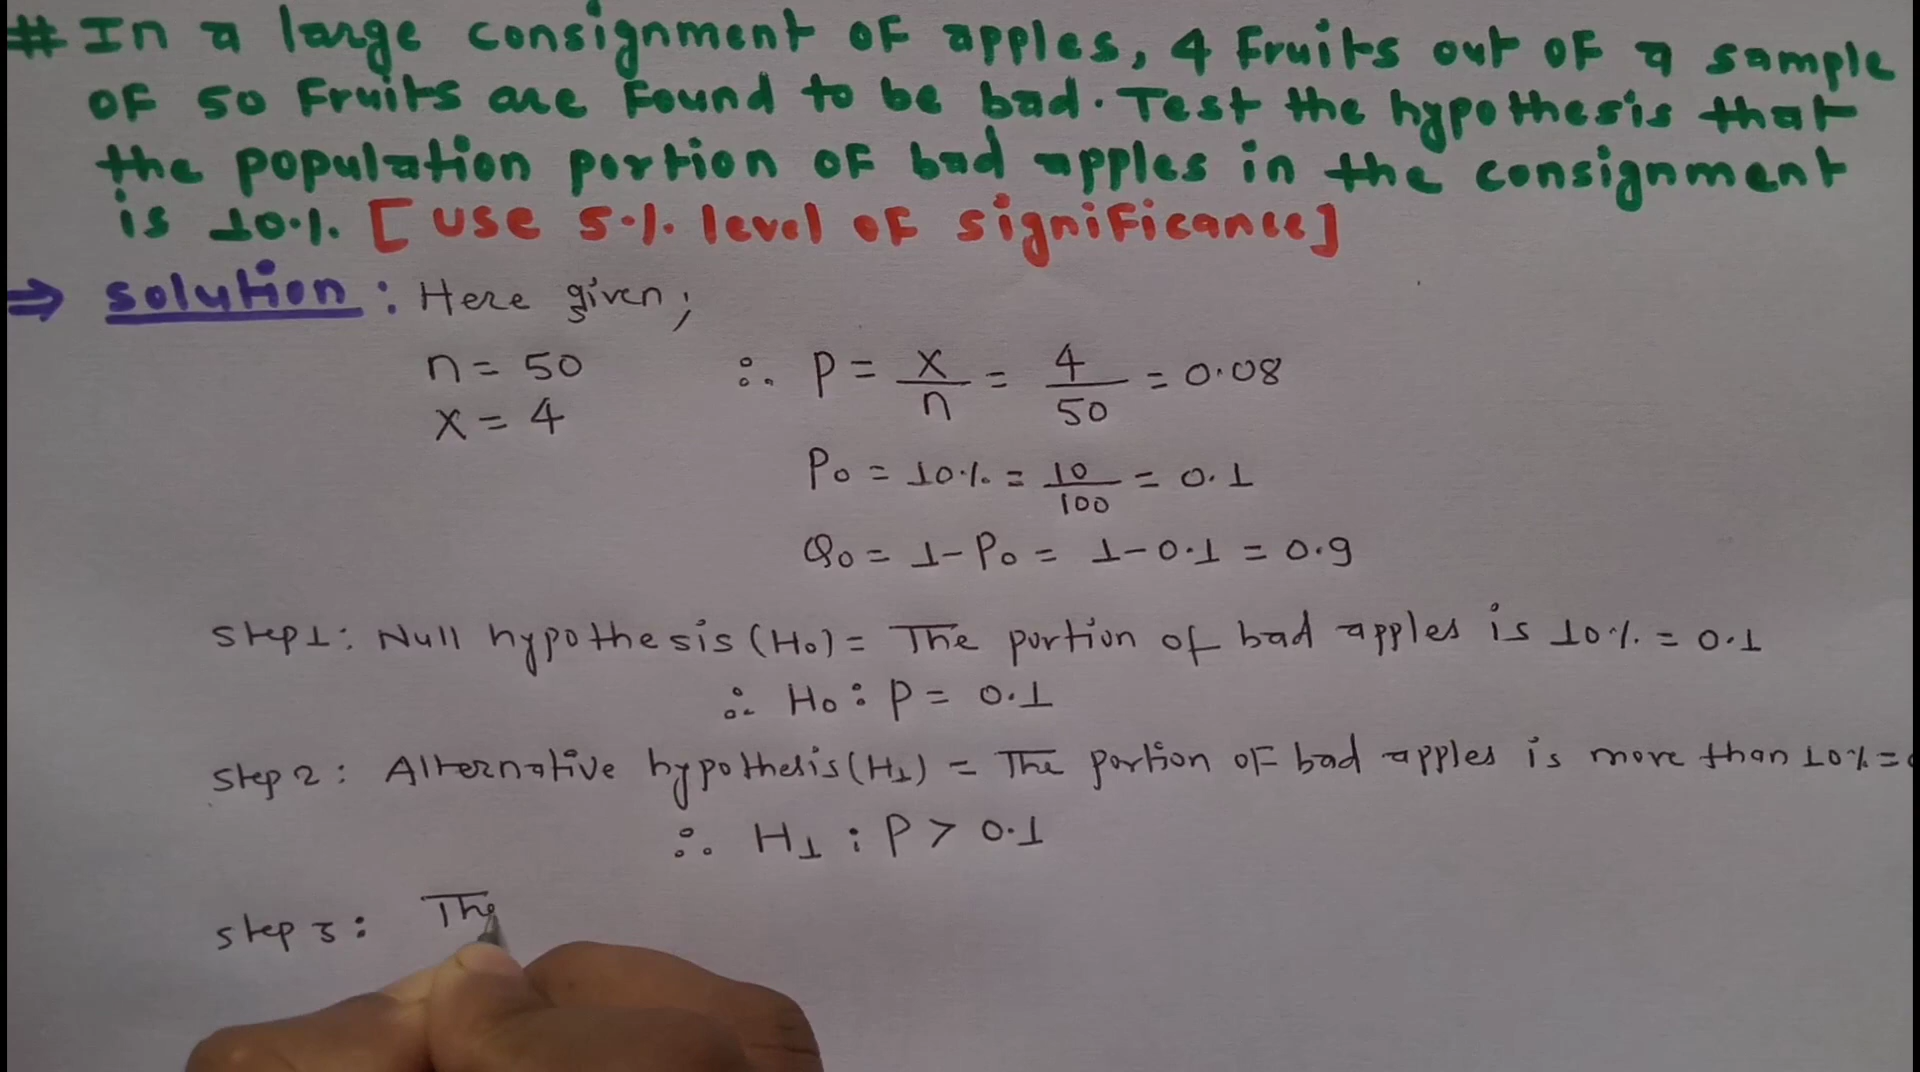 # In a large consignment of apples, 4 fruits out of a sample
of 50 fruits are found to be bad. Test the hypothesis that
the population portion of bad apples in the consignment
is 10%. [use 5% level of significance]
⇒ solution: Here given;
n = 50 ∴ p = x/n = 4/50 = 0.08
x = 4
P₀ = 10% = 10/100 = 0.1
Q₀ = 1 - P₀ = 1 - 0.1 = 0.9
step 1: Null hypothesis (H₀) = The portion of bad apples is 10% = 0.1
∴ H₀ : P = 0.1
step 2: Alternative hypothesis (H₁) = The portion of bad apples is more than 10% =
∴ H₁ : P > 0.1
step 3: The